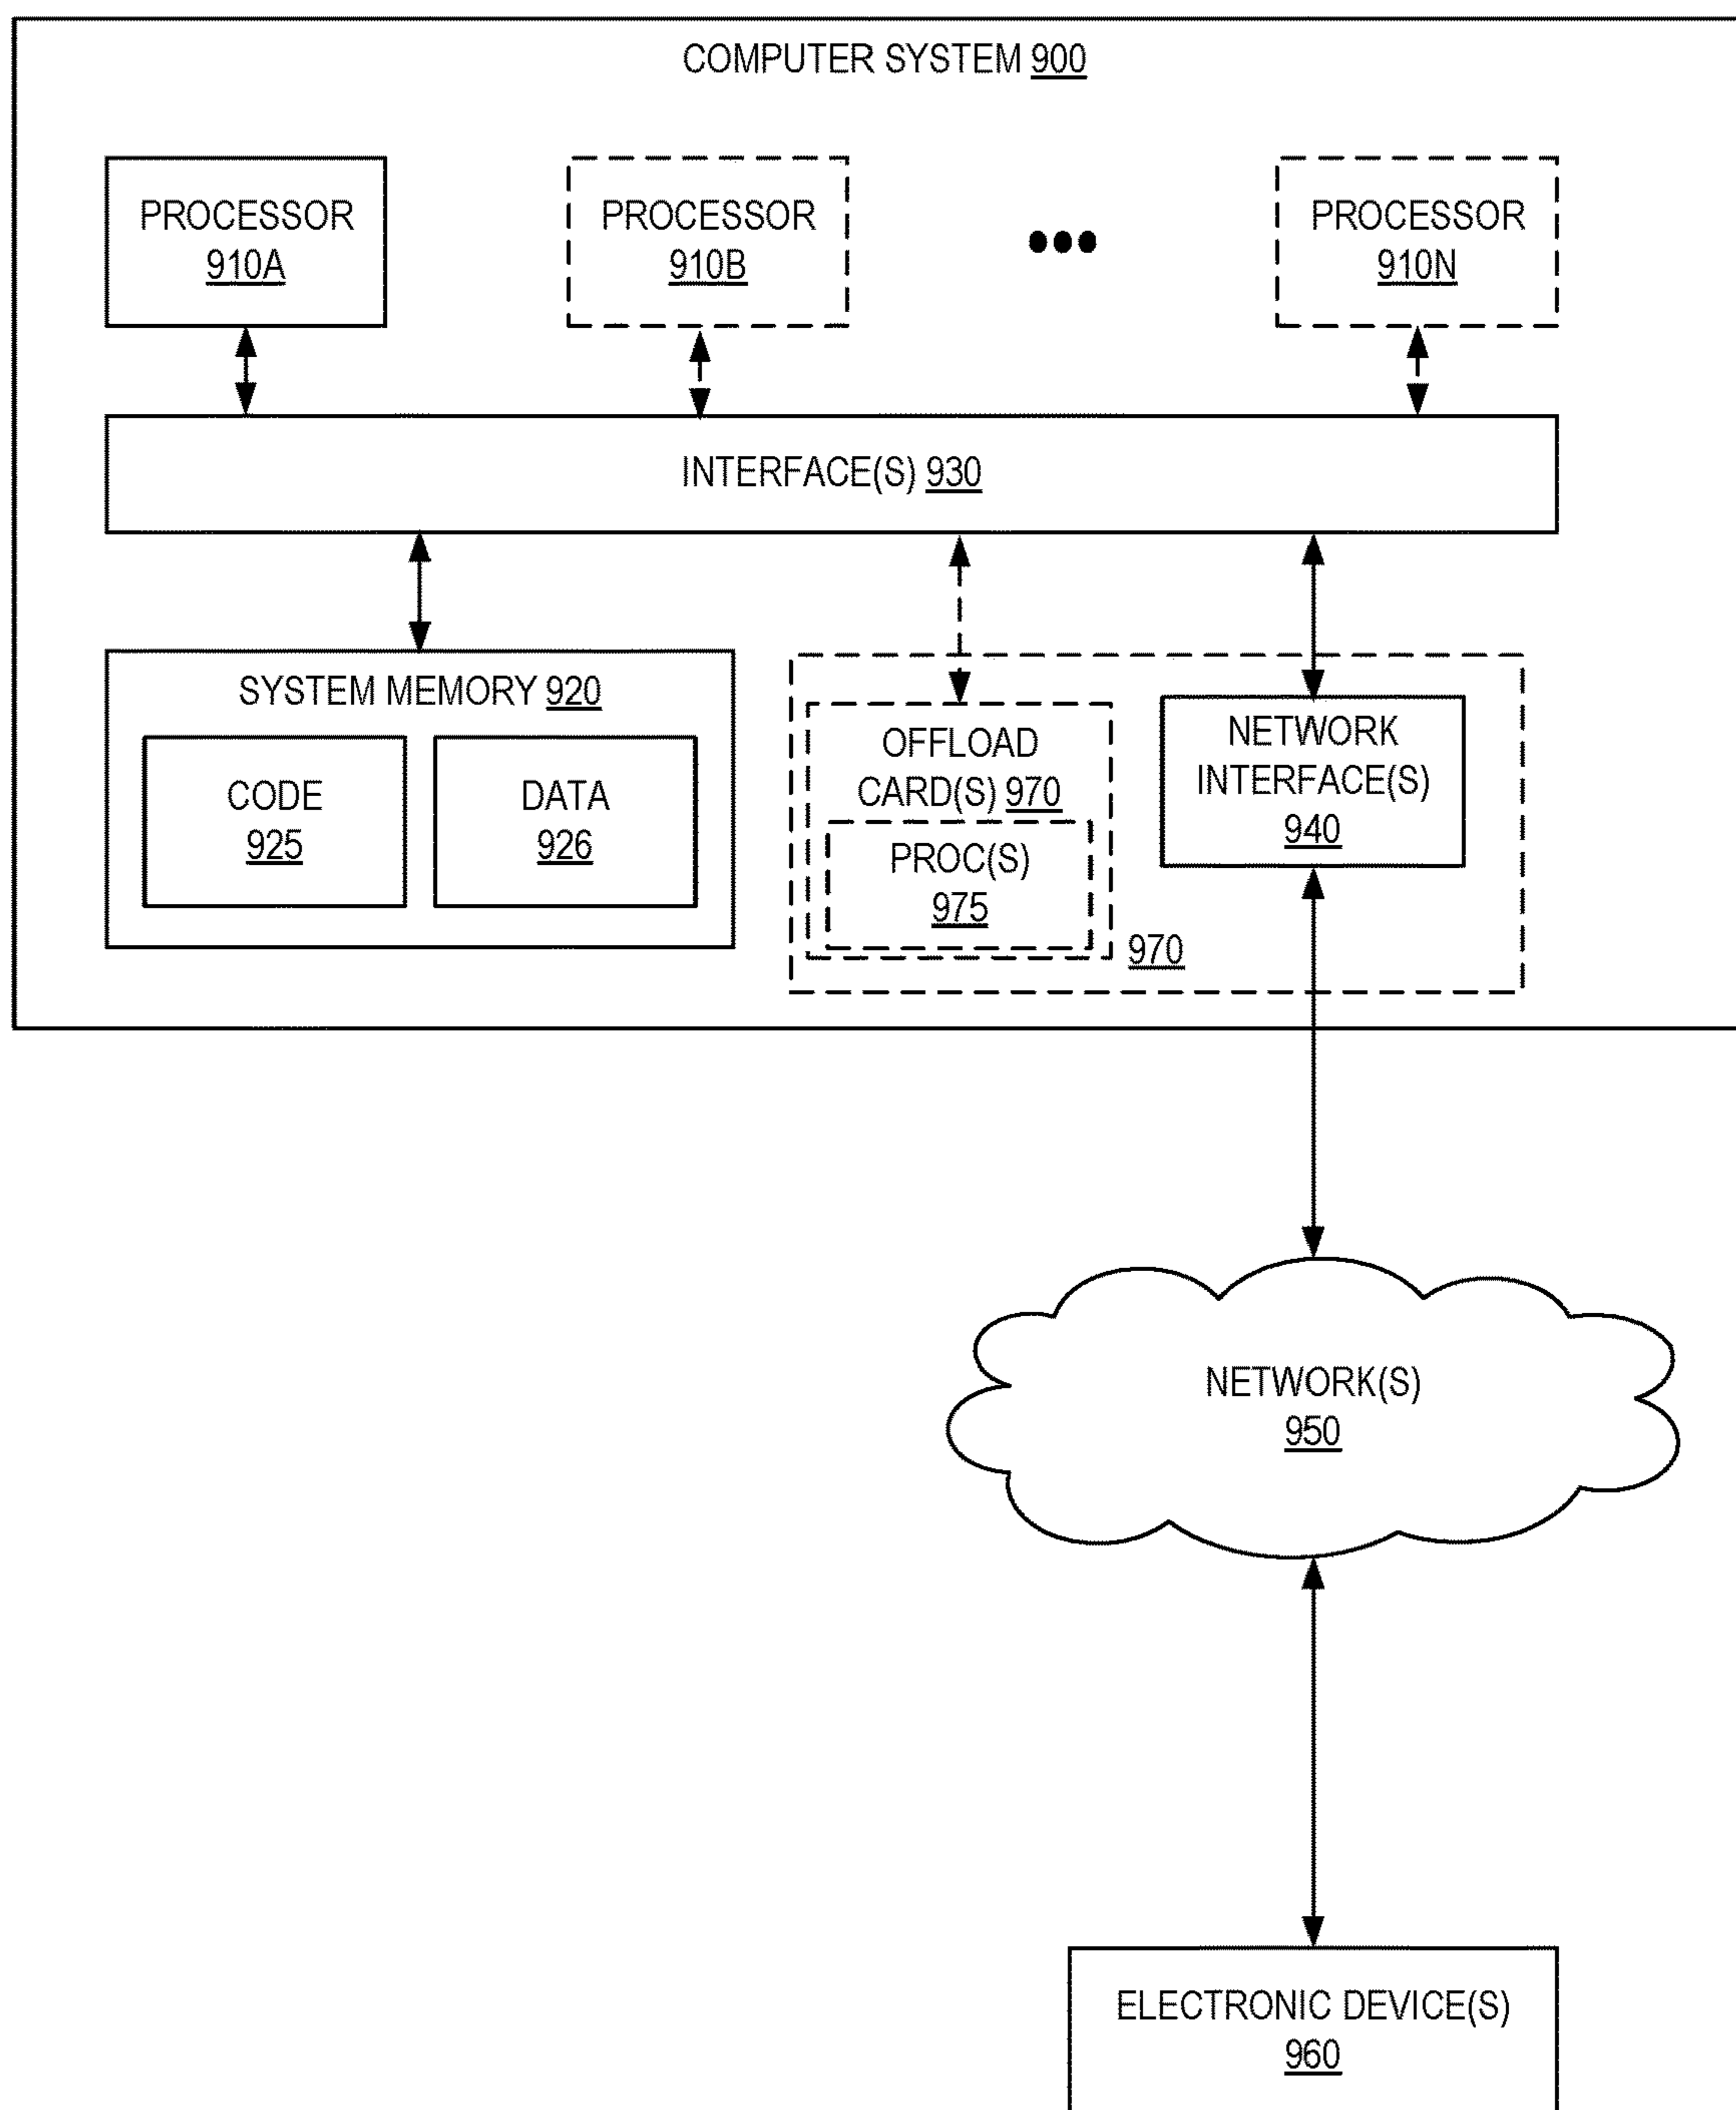 COMPUTER SYSTEM 900
PROCESSOR
910A
PROCESSOR
910B
PROCESSOR
910N
INTERFACE(S) 930
SYSTEM MEMORY 920
CODE
925
DATA
926
OFFLOAD
CARD(S) 970
PROC(S)
975
970
NETWORK
INTERFACE(S)
940
NETWORK(S)
950
ELECTRONIC DEVICE(S)
960